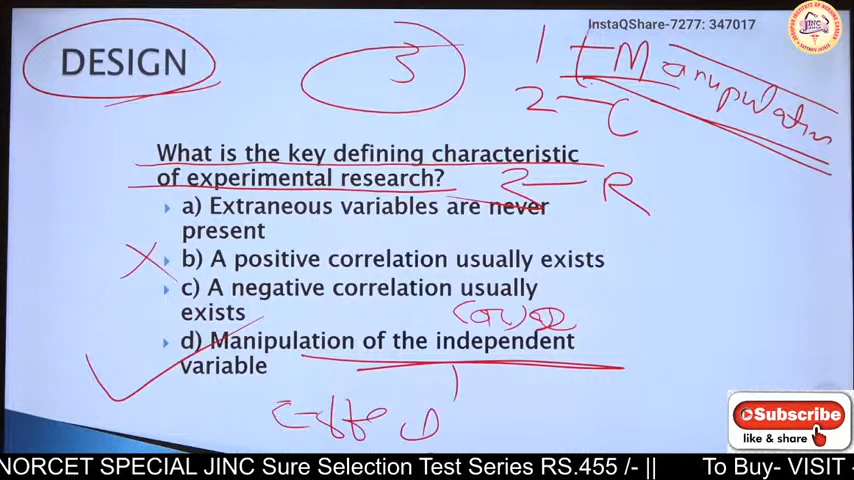 InstaQShare-7277: 347017
DESIGN
3
1 - Manipulation
2 - C
What is the key defining characteristic
of experimental research?
3 - R
a) Extraneous variables are never
present
b) A positive correlation usually exists
c) A negative correlation usually
exists
Cause
d) Manipulation of the independent
variable
Effect
Subscribe
like & share
NORCET SPECIAL JINC Sure Selection Test Series RS.455 /- || To Buy- VISIT -
JINC